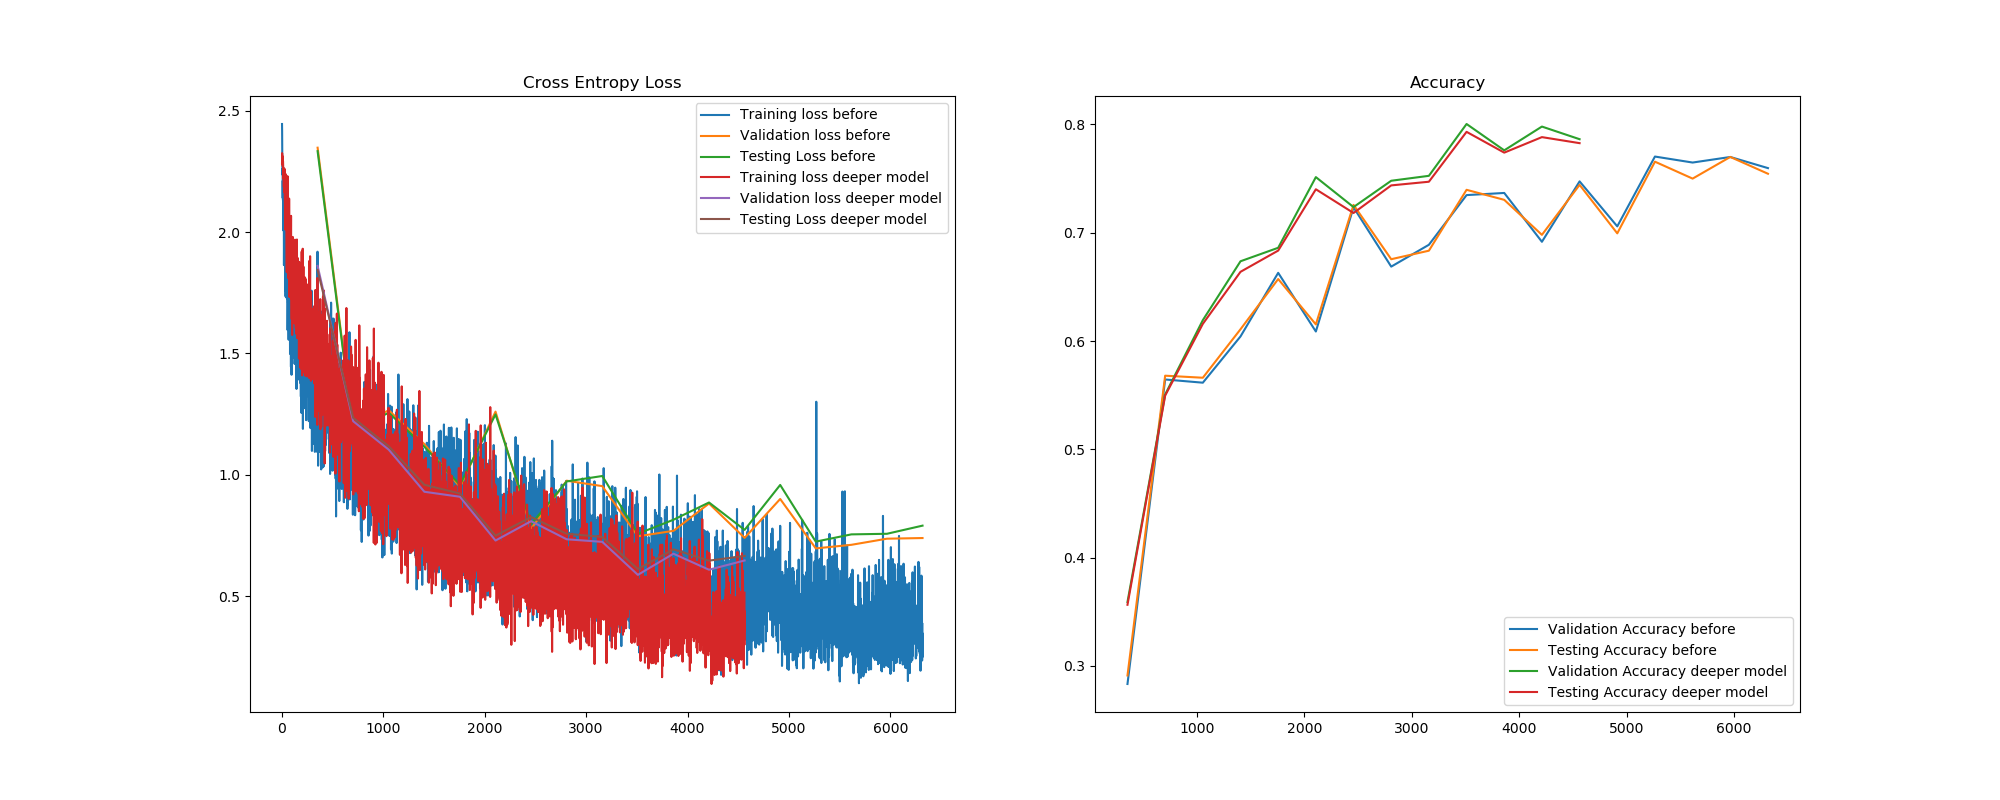 Cross Entropy Loss
2.5
2.0
1.5
1.0
0.5
0
1000
2000
3000
4000
5000
6000
Training loss before
Validation loss before
Testing Loss before
Training loss deeper model
Validation loss deeper model
Testing Loss deeper model
Accuracy
0.8
0.7
0.6
0.5
0.4
0.3
1000
2000
3000
4000
5000
6000
Validation Accuracy before
Testing Accuracy before
Validation Accuracy deeper model
Testing Accuracy deeper model